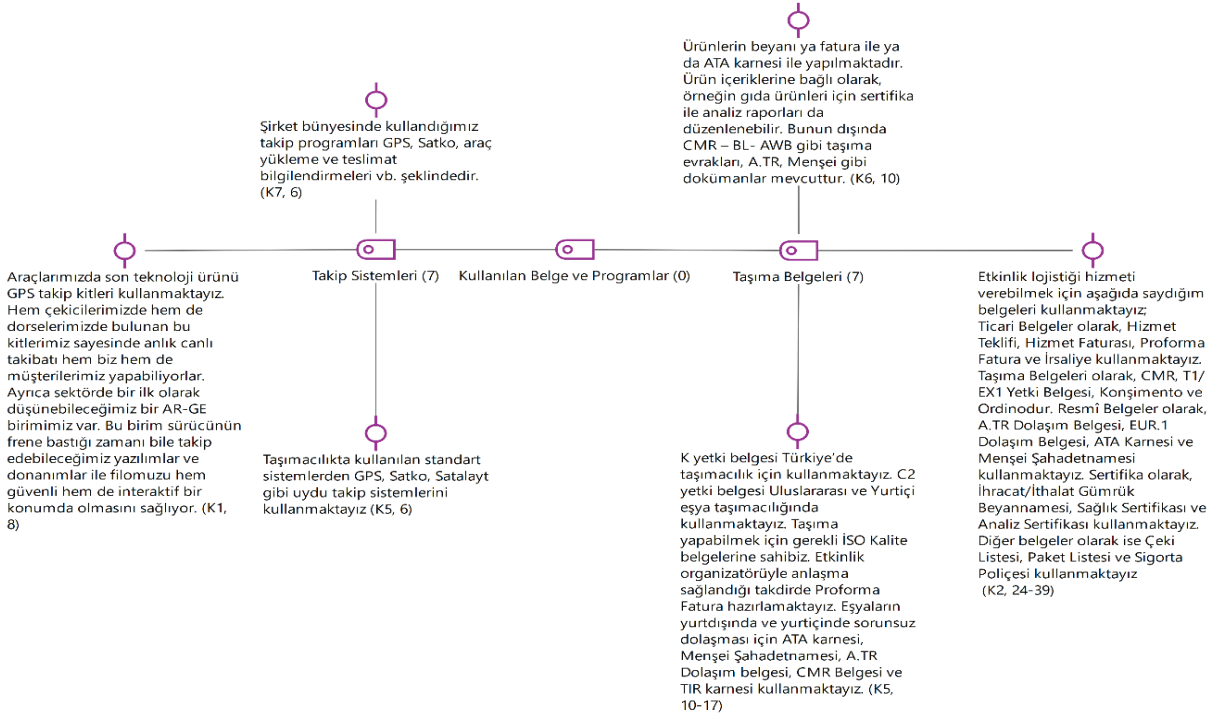 Ürünlerin beyanı ya fatura ile ya
da ATA karnesi ile yapılmaktadır.
Ürün içeriklerine bağlı olarak,
örneğin gıda ürünleri için sertifika
ile analiz raporları da
düzenlenebilir. Bunun dışında
CMR – BL- AWB gibi taşıma
evrakları, A.TR, Menşei gibi
dokümanlar mevcuttur. (K6, 10)
Şirket bünyesinde kullandığımız
takip programları GPS, Satko, araç
yükleme ve teslimat
bilgilendirmeleri vb. şeklindedir.
(K7, 6)
Takip Sistemleri (7)
Kullanılan Belge ve Programlar (0)
Taşıma Belgeleri (7)
Araçlarımızda son teknoloji ürünü
GPS takip kitleri kullanmaktayız.
Hem çekicilerimizde hem de
dorselerimizde bulunan bu
kitlerimiz sayesinde anlık canlı
takibatı hem biz hem de
müşterilerimiz yapabiliyorlar.
Ayrıca sektörde bir ilk olarak
düşünebileceğimiz bir AR-GE
birimimiz var. Bu birim sürücünün
frene bastığı zamanı bile takip
edebileceğimiz yazılımlar ve
donanımlar ile filomuzu hem
güvenli hem de interaktif bir
konumda olmasını sağlıyor. (K1,
8)
Taşımacılıkta kullanılan standart
sistemlerden GPS, Satko, Satalayt
gibi uydu takip sistemlerini
kullanmaktayız (K5, 6)
K yetki belgesi Türkiye’de
taşımacılık için kullanmaktayız. C2
yetki belgesi Uluslararası ve Yurtiçi
eşya taşımacılığında
kullanmaktayız. Taşıma
yapabilmek için gerekli İSO Kalite
belgelerine sahibiz. Etkinlik
organizatörüyle anlaşma
sağlandığı takdirde Proforma
Fatura hazırlamaktayız. Eşyaların
yurtdışında ve yurtiçinde sorunsuz
dolaşması için ATA karnesi,
Menşei Şahadetnamesi, A.TR
Dolaşım belgesi, CMR Belgesi ve
TIR karnesi kullanmaktayız. (K5,
10-17)
Etkinlik lojistiği hizmeti
verebilmek için aşağıda saydığım
belgeleri kullanmaktayız;
Ticari Belgeler olarak, Hizmet
Teklifi, Hizmet Faturası, Proforma
Fatura ve İrsaliye kullanmaktayız.
Taşıma Belgeleri olarak, CMR, T1/
EX1 Yetki Belgesi, Konşimento ve
Ordinodur. Resmî Belgeler olarak,
A.TR Dolaşım Belgesi, EUR.1
Dolaşım Belgesi, ATA Karnesi ve
Menşei Şahadetnamesi
kullanmaktayız. Sertifika olarak,
İhracat/İthalat Gümrük
Beyannamesi, Sağlık Sertifikası ve
Analiz Sertifikası kullanmaktayız.
Diğer belgeler olarak ise Çeki
Listesi, Paket Listesi ve Sigorta
Poliçesi kullanmaktayız
(K2, 24-39)